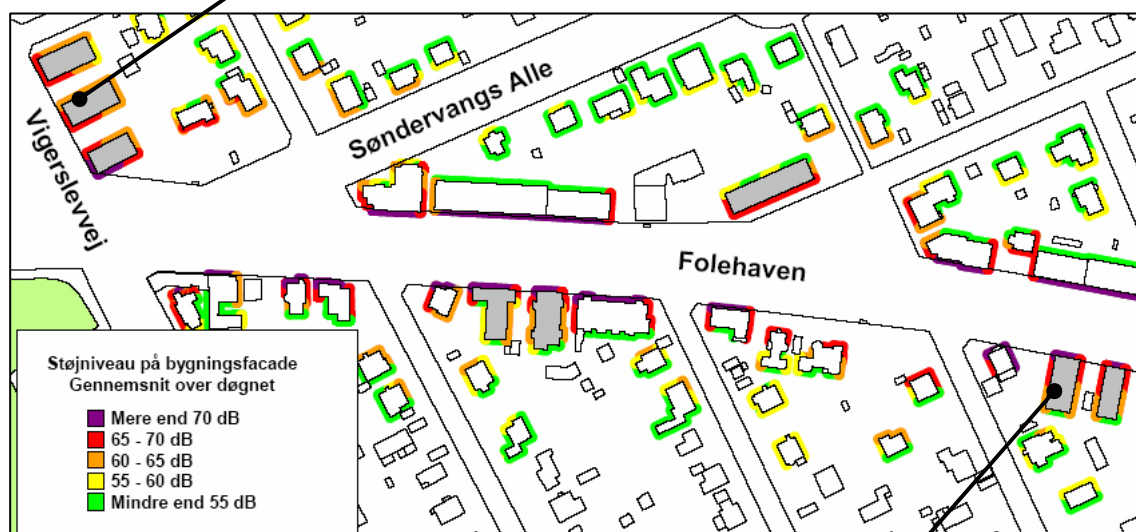 Søndervangs Alle
Vigerslevvej
Folehaven
Støjniveau på bygningsfacade
Gennemsnit over døgnet
Mere end 70 dB
65 - 70 dB
60 - 65 dB
55 - 60 dB
Mindre end 55 dB